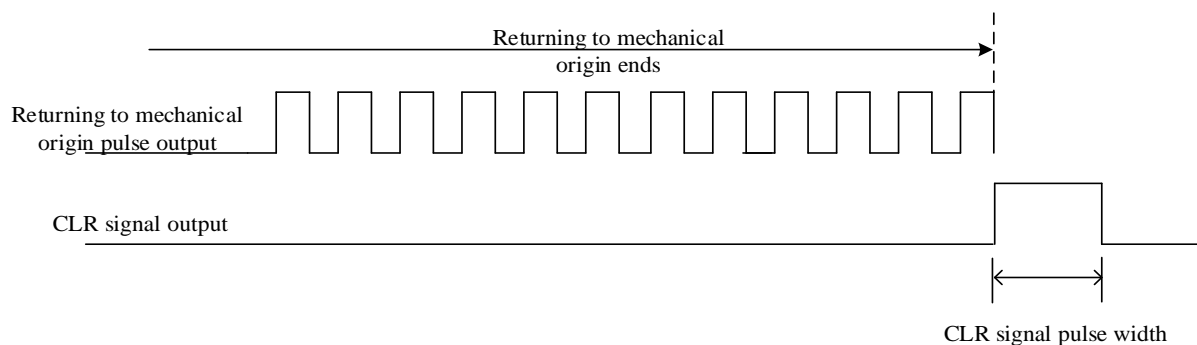 Returning to mechanical
origin ends
Returning to mechanical
origin pulse output
CLR signal output
CLR signal pulse width